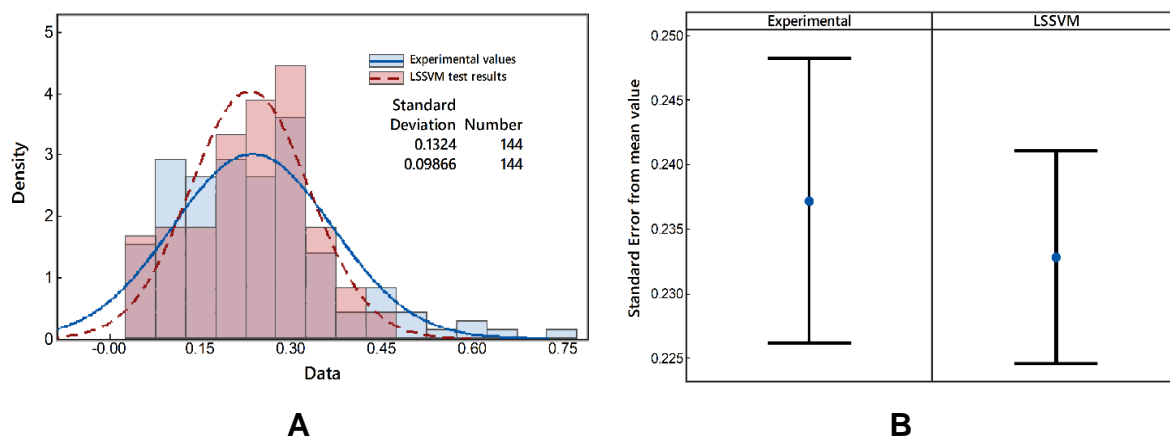 5
4
3
2
1
0
Density
Experimental values
LSSVM test results
Standard
Deviation Number
0.1324 144
0.09866 144
-0.00 0.15 0.30 0.45 0.60 0.75
Data
A
Experimental LSSVM
0.250
0.245
0.240
0.235
0.230
0.225
Standard Error from mean value
B